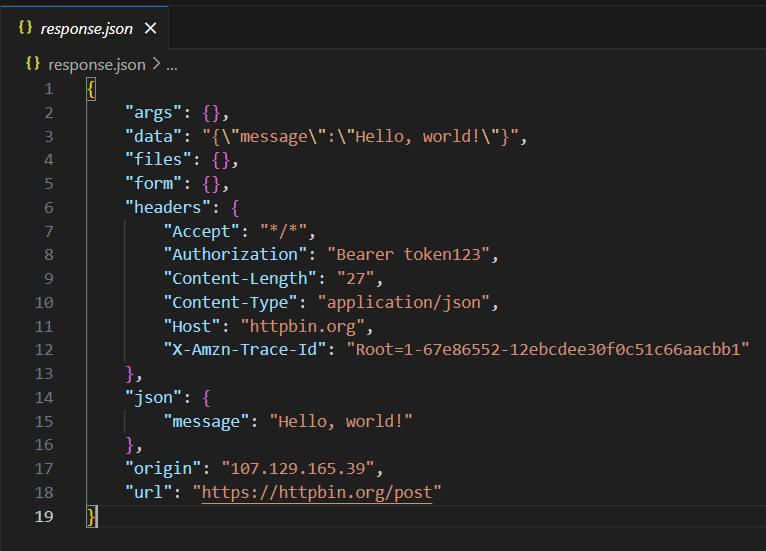 {} response.json ×
{} response.json > ...
1 {
2 "args": {},
3 "data": "{\"message\":\"Hello, world!\"}",
4 "files": {},
5 "form": {},
6 "headers": {
7 "Accept": "*/*",
8 "Authorization": "Bearer token123",
9 "Content-Length": "27",
10 "Content-Type": "application/json",
11 "Host": "httpbin.org",
12 "X-Amzn-Trace-Id": "Root=1-67e86552-12ebcdee30f0c51c66aacbb1"
13 },
14 "json": {
15 "message": "Hello, world!"
16 },
17 "origin": "107.129.165.39",
18 "url": "https://httpbin.org/post"
19 }